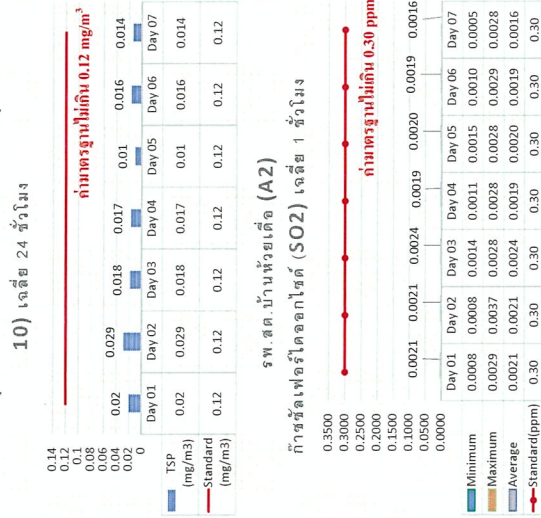 10) เฉลี่ย 24 ชั่วโมง
0.14
0.12
0.1
0.08
0.06
0.04
0.02
0
ค่ามาตรฐานไม่เกิน 0.12 mg/m³
0.02 0.029 0.018 0.017 0.01 0.016 0.014
Day 01 Day 02 Day 03 Day 04 Day 05 Day 06 Day 07
TSP (mg/m3) 0.02 0.029 0.018 0.017 0.01 0.016 0.014
Standard (mg/m3) 0.12 0.12 0.12 0.12 0.12 0.12 0.12
รพ.สต.บ้านห้วยเดื่อ (A2)
ก๊าซซัลเฟอร์ไดออกไซด์ (SO2) เฉลี่ย 1 ชั่วโมง
0.3500
0.3000
0.2500
0.2000
0.1500
0.1000
0.0500
0.0000
ค่ามาตรฐานไม่เกิน 0.30 ppm
0.0021 0.0021 0.0024 0.0019 0.0020 0.0019 0.0016
Day 01 Day 02 Day 03 Day 04 Day 05 Day 06 Day 07
Minimum 0.0008 0.0008 0.0014 0.0011 0.0015 0.0010 0.0005
Maximum 0.0029 0.0037 0.0028 0.0028 0.0028 0.0029 0.0028
Average 0.0021 0.0021 0.0024 0.0019 0.0020 0.0019 0.0016
Standard(ppm) 0.30 0.30 0.30 0.30 0.30 0.30 0.30